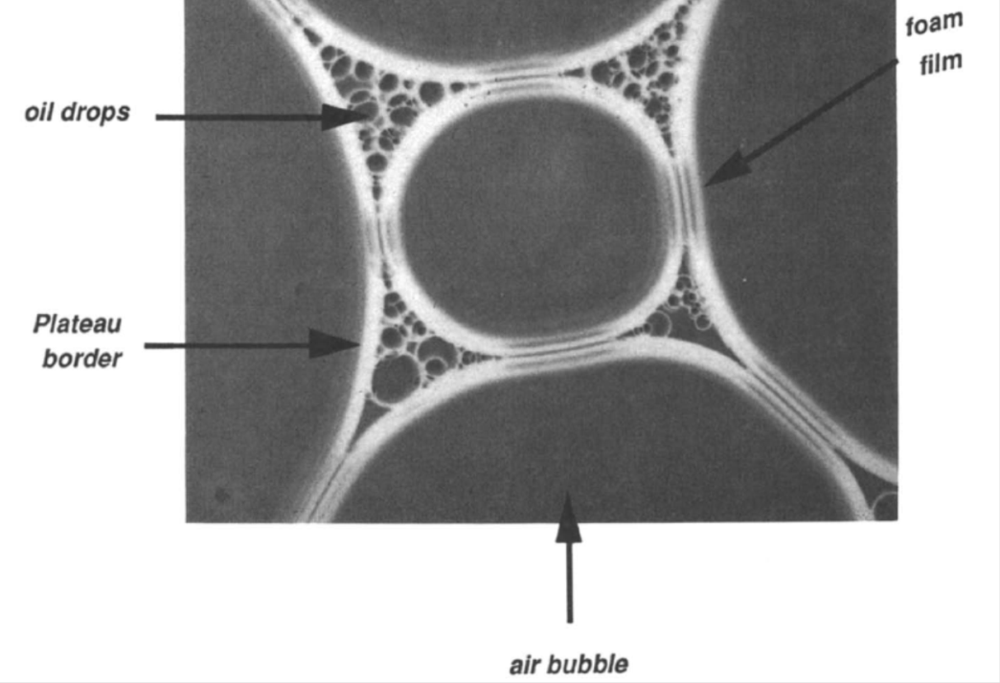 foam
film
oil drops
Plateau
border
air bubble